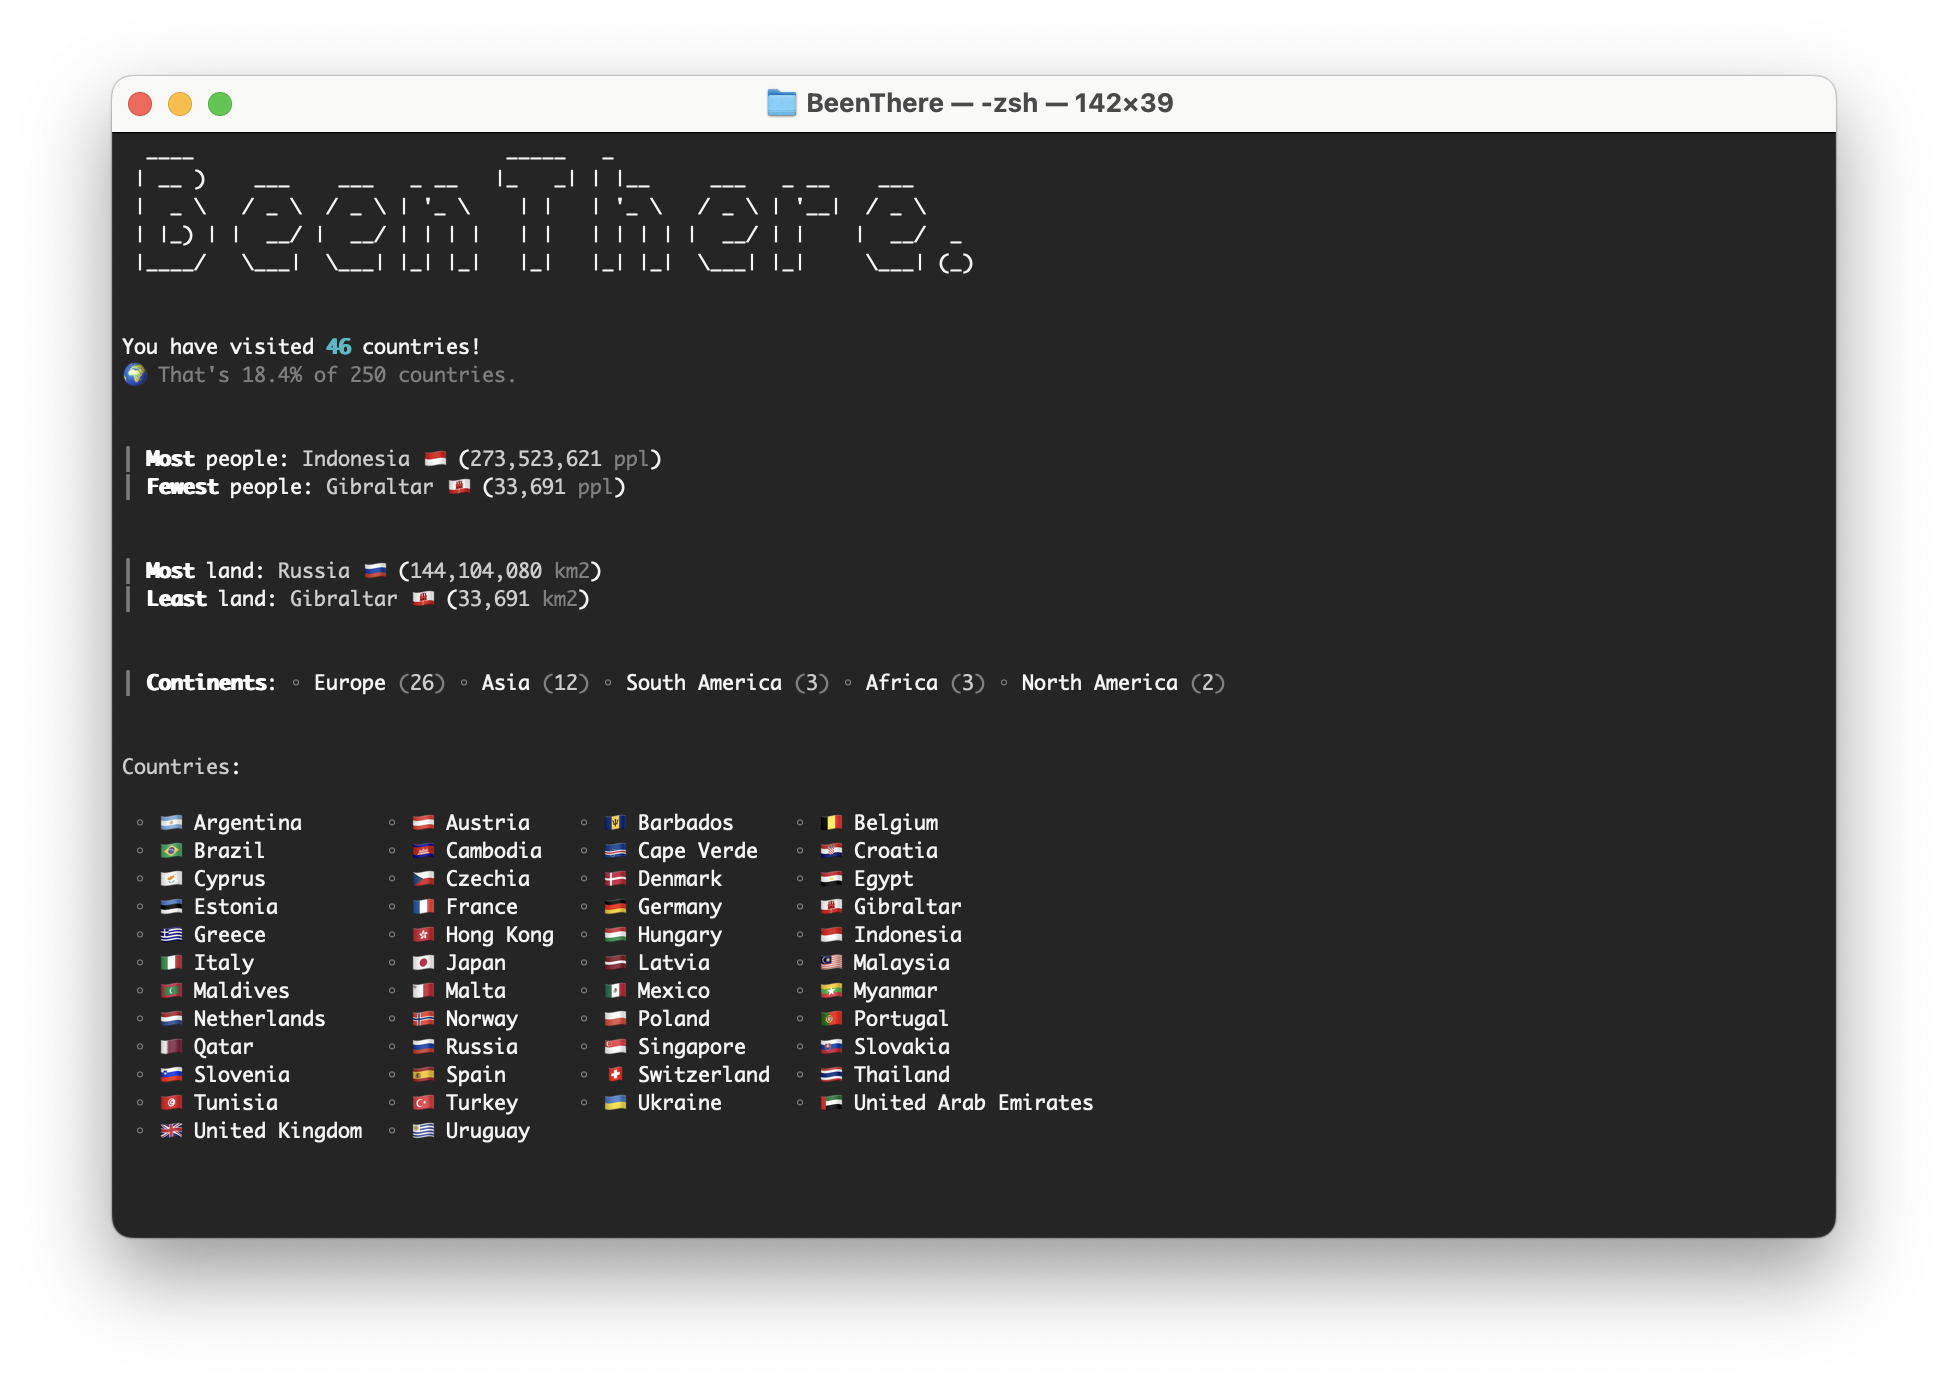 BeenThere — -zsh — 142×39
BeenThere.
You have visited 46 countries!
That's 18.4% of 250 countries.
| Most people: Indonesia 🇮🇩 (273,523,621 ppl)
| Fewest people: Gibraltar 🇬🇮 (33,691 ppl)
| Most land: Russia 🇷🇺 (144,104,080 km2)
| Least land: Gibraltar 🇬🇮 (33,691 km2)
| Continents: ◦ Europe (26) ◦ Asia (12) ◦ South America (3) ◦ Africa (3) ◦ North America (2)
Countries:
◦ 🇦🇷 Argentina ◦ 🇦🇹 Austria ◦ 🇧🇧 Barbados ◦ 🇧🇪 Belgium
◦ 🇧🇷 Brazil ◦ 🇰🇭 Cambodia ◦ 🇨🇻 Cape Verde ◦ 🇭🇷 Croatia
◦ 🇨🇾 Cyprus ◦ 🇨🇿 Czechia ◦ 🇩🇰 Denmark ◦ 🇪🇬 Egypt
◦ 🇪🇪 Estonia ◦ 🇫🇷 France ◦ 🇩🇪 Germany ◦ 🇬🇮 Gibraltar
◦ 🇬🇷 Greece ◦ 🇭🇰 Hong Kong ◦ 🇭🇺 Hungary ◦ 🇮🇩 Indonesia
◦ 🇮🇹 Italy ◦ 🇯🇵 Japan ◦ 🇱🇻 Latvia ◦ 🇲🇾 Malaysia
◦ 🇲🇻 Maldives ◦ 🇲🇹 Malta ◦ 🇲🇽 Mexico ◦ 🇲🇲 Myanmar
◦ 🇳🇱 Netherlands ◦ 🇳🇴 Norway ◦ 🇵🇱 Poland ◦ 🇵🇹 Portugal
◦ 🇶🇦 Qatar ◦ 🇷🇺 Russia ◦ 🇸🇬 Singapore ◦ 🇸🇰 Slovakia
◦ 🇸🇮 Slovenia ◦ 🇪🇸 Spain ◦ 🇨🇭 Switzerland ◦ 🇹🇭 Thailand
◦ 🇹🇳 Tunisia ◦ 🇹🇷 Turkey ◦ 🇺🇦 Ukraine ◦ 🇦🇪 United Arab Emirates
◦ 🇬🇧 United Kingdom ◦ 🇺🇾 Uruguay